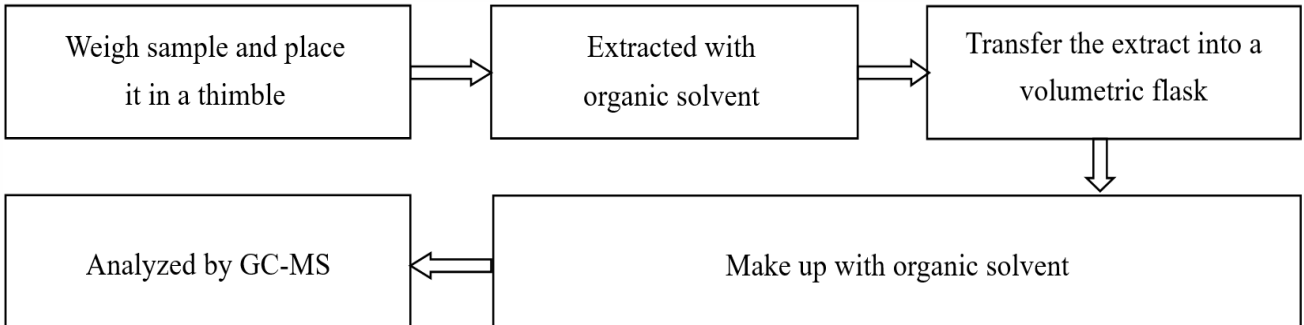 Weigh sample and place
it in a thimble
Extracted with
organic solvent
Transfer the extract into a
volumetric flask
Make up with organic solvent
Analyzed by GC-MS